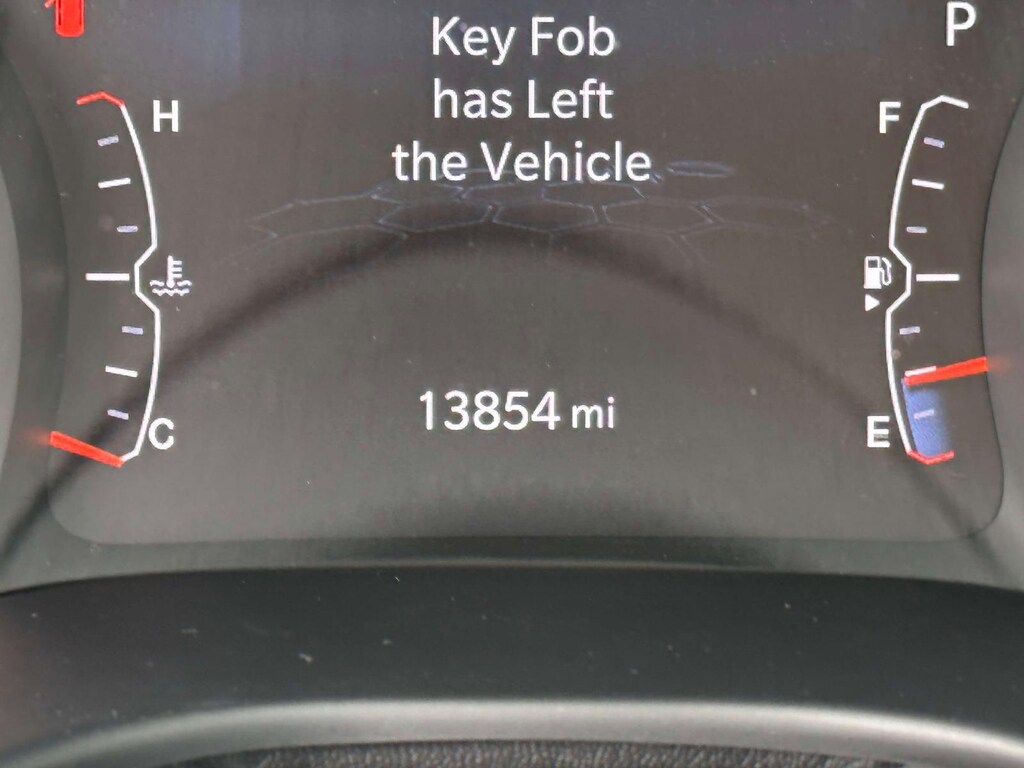 Key Fob
has Left
the Vehicle
P
H
F
13854 mi
C
E